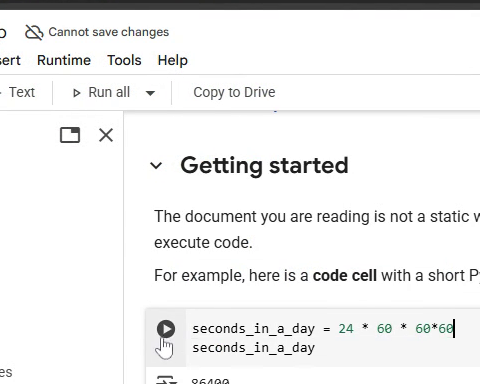 Cannot save changes
Runtime Tools Help
Text Run all Copy to Drive
Getting started
The document you are reading is not a static
execute code.
For example, here is a code cell with a short
seconds_in_a_day = 24 * 60 * 60*60
seconds_in_a_day
86400